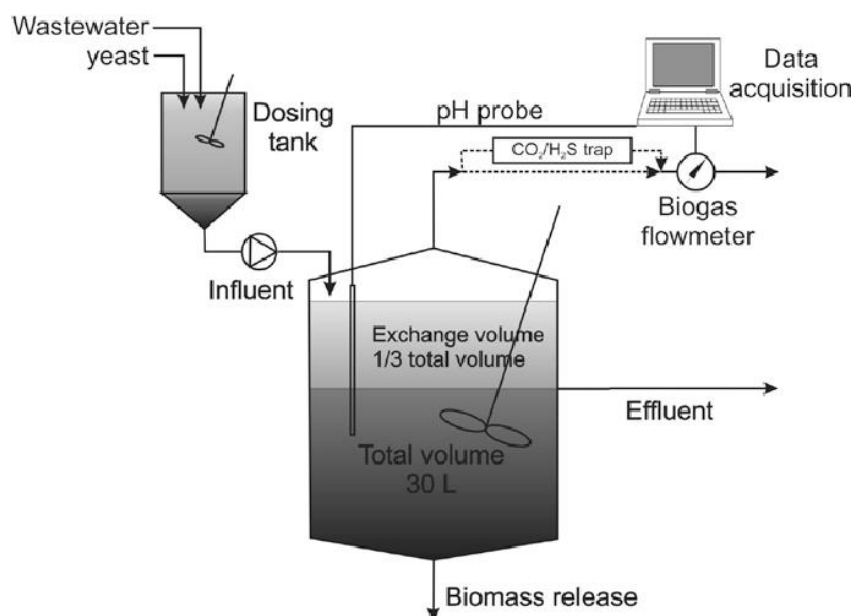 Wastewater
yeast
Dosing
tank
pH probe
Data
acquisition
CO₂/H₂S trap
Biogas
flowmeter
Influent
Exchange volume
1/3 total volume
Effluent
Total volume
30 L
Biomass release